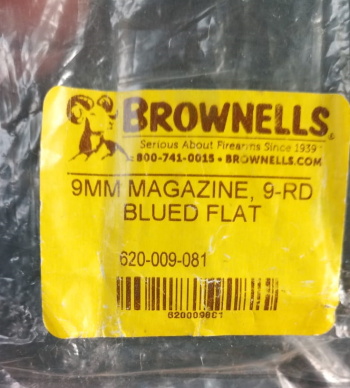 BROWNELLS
Serious About Firearms Since 1939
800-741-0015 • BROWNELLS.COM
9MM MAGAZINE, 9-RD
BLUED FLAT
620-009-081